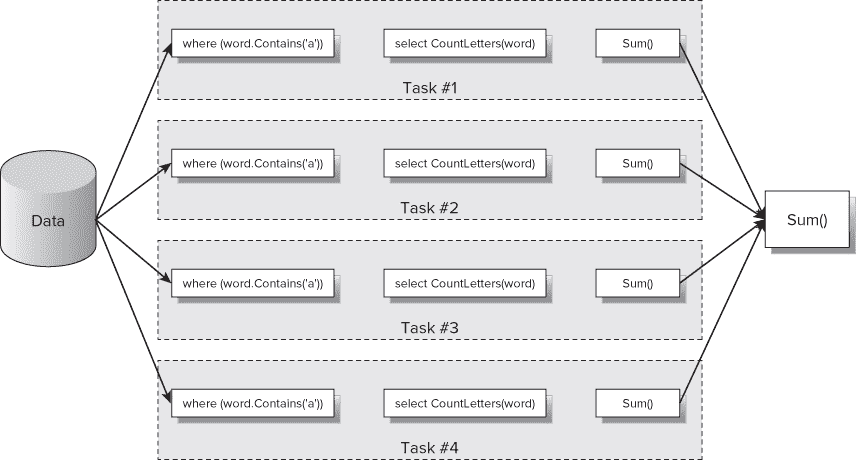 where (word.Contains('a'))
select CountLetters(word)
Sum()
Task #1
where (word.Contains('a'))
select CountLetters(word)
Sum()
Task #2
Data
Sum()
where (word.Contains('a'))
select CountLetters(word)
Sum()
Task #3
where (word.Contains('a'))
select CountLetters(word)
Sum()
Task #4